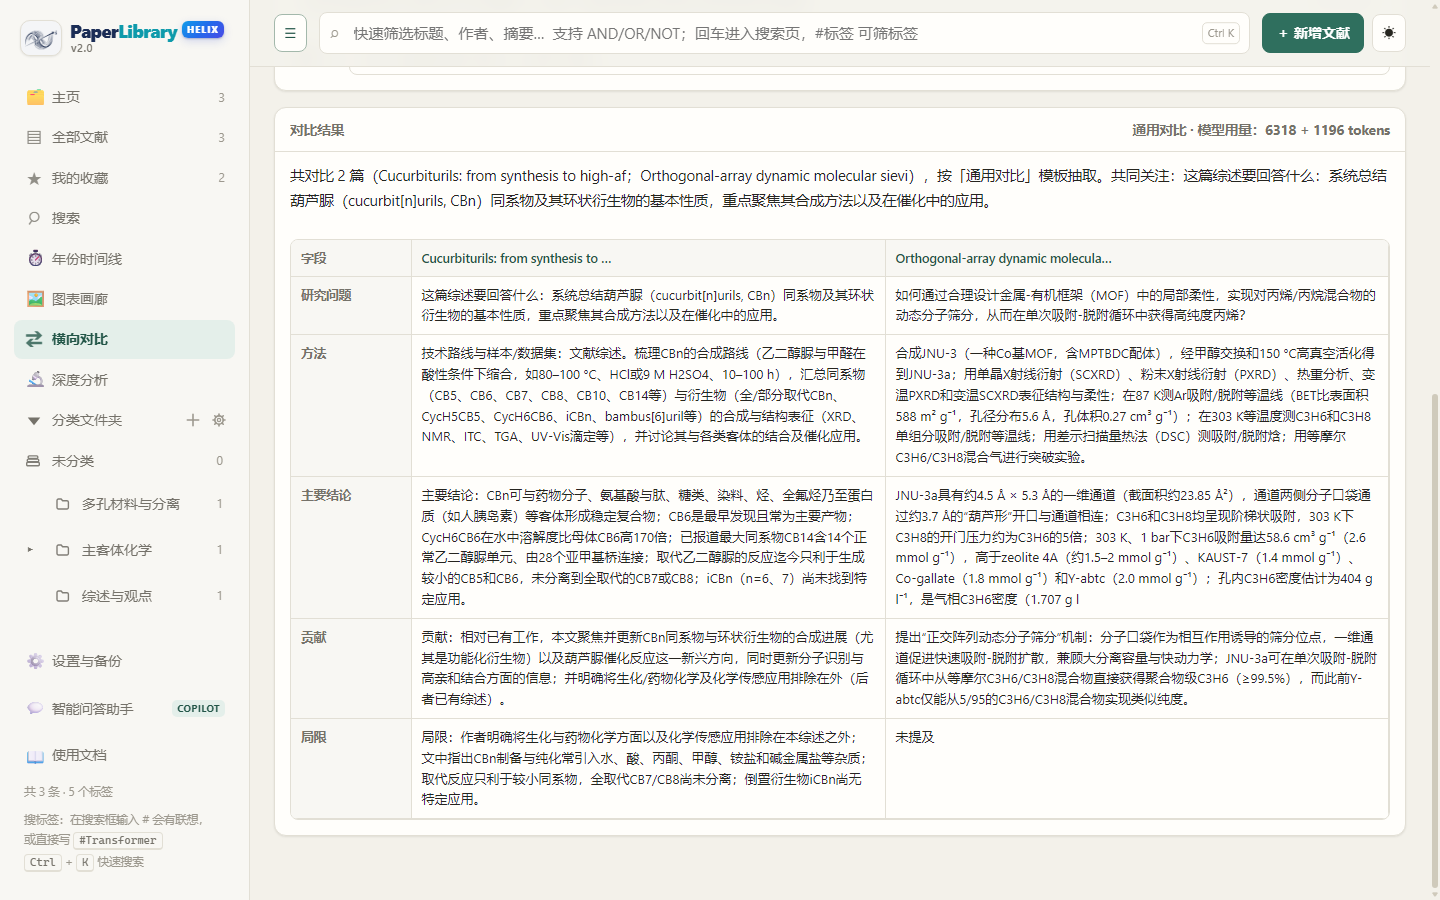 PaperLibrary HELIX
v2.0
主页 3
全部文献 3
我的收藏 2
搜索
年份时间线
图表画廊
横向对比
深度分析
分类文件夹
未分类 0
多孔材料与分离 1
主客体化学 1
综述与观点 1
设置与备份
智能问答助手 COPILOT
使用文档
共 3 条 · 5 个标签
搜标签：在搜索框输入 # 会有联想，
或直接写 #Transformer
Ctrl + K 快速搜索
快速筛选标题、作者、摘要... 支持 AND/OR/NOT；回车进入搜索页，#标签 可筛标签
Ctrl K
+ 新增文献
对比结果
通用对比 · 模型用量：6318 + 1196 tokens
共对比 2 篇（Cucurbiturils: from synthesis to high-af；Orthogonal-array dynamic molecular sievi），按「通用对比」模板抽取。共同关注：这篇综述要回答什么：系统总结
葫芦脲（cucurbit[n]urils, CBn）同系物及其环状衍生物的基本性质，重点聚焦其合成方法以及在催化中的应用。
字段
Cucurbiturils: from synthesis to ...
Orthogonal-array dynamic molecula...
研究问题
这篇综述要回答什么：系统总结葫芦脲（cucurbit[n]urils, CBn）同系物及其环状
衍生物的基本性质，重点聚焦其合成方法以及在催化中的应用。
如何通过合理设计金属-有机框架（MOF）中的局部柔性，实现对丙烯/丙烷混合物的
动态分子筛分，从而在单次吸附-脱附循环中获得高纯度丙烯？
方法
技术路线与样本/数据集：文献综述。梳理CBn的合成路线（乙二醇脲与甲醛在
酸性条件下缩合，如80–100 °C、HCl或9 M H2SO4、10–100 h），汇总同系物
（CB5、CB6、CB7、CB8、CB10、CB14等）与衍生物（全/部分取代CBn、
CycH5CB5、CycH6CB6、iCBn、bambus[6]uril等）的合成与结构表征（XRD、
NMR、ITC、TGA、UV-Vis滴定等），并讨论其与各类客体的结合及催化应用。
合成JNU-3（一种Co基MOF，含MPTBDC配体），经甲醇交换和150 °C高真空活化得
到JNU-3a；用单晶X射线衍射（SCXRD）、粉末X射线衍射（PXRD）、热重分析、变
温PXRD和变温SCXRD表征结构与柔性；在87 K测Ar吸附/脱附等温线（BET比表面积
588 m² g⁻¹，孔径分布5.6 Å，孔体积0.27 cm³ g⁻¹）；在303 K等温度测C3H6和C3H8
单组分吸附/脱附等温线；用差示扫描量热法（DSC）测吸附/脱附焓；用等摩尔
C3H6/C3H8混合气进行突破实验。
主要结论
主要结论：CBn可与药物分子、氨基酸与肽、糖类、染料、烃、全氟烃乃至蛋白
质（如人胰岛素）等客体形成稳定复合物；CB6是最早发现且常为主要产物；
CycH6CB6在水中溶解度比母体CB6高170倍；已报道最大同系物CB14含14个正
常乙二醇脲单元、由28个亚甲基桥连接；取代乙二醇脲的反应迄今只利于生成
较小的CB5和CB6，未分离到全取代的CB7或CB8；iCBn（n=6、7）尚未找到特
定应用。
JNU-3a具有约4.5 Å × 5.3 Å的一维通道（截面积约23.85 Å²），通道两侧分子口袋通
过约3.7 Å的“葫芦形”开口与通道相连；C3H6和C3H8均呈现阶梯状吸附，303 K下
C3H8的开门压力约为C3H6的5倍；303 K、1 bar下C3H6吸附量达58.6 cm³ g⁻¹（2.6
mmol g⁻¹），高于zeolite 4A（约1.5–2 mmol g⁻¹）、KAUST-7（1.4 mmol g⁻¹）、
Co-gallate（1.8 mmol g⁻¹）和Y-abtc（2.0 mmol g⁻¹）；孔内C3H6密度估计为404 g
l⁻¹，是气相C3H6密度（1.707 g l
贡献
贡献：相对已有工作，本文聚焦并更新CBn同系物与环状衍生物的合成进展（尤
其是功能化衍生物）以及葫芦脲催化反应这一新兴方向，同时更新分子识别与
高亲和结合方面的信息；并明确将生化/药物化学及化学传感应用排除在外（后
者已有综述）。
提出“正交阵列动态分子筛分”机制：分子口袋作为相互作用诱导的筛分位点，一维通
道促进快速吸附-脱附扩散，兼顾大分离容量与快动力学；JNU-3a可在单次吸附-脱附
循环中从等摩尔C3H6/C3H8混合物直接获得聚合物级C3H6（≥99.5%），而此前Y-
abtc仅能从5/95的C3H6/C3H8混合物实现类似纯度。
局限
局限：作者明确将生化与药物化学方面以及化学传感应用排除在本综述之外；
文中指出CBn制备与纯化常引入水、酸、丙酮、甲醇、铵盐和碱金属盐等杂质；
取代反应只利于较小同系物，全取代CB7/CB8尚未分离；倒置衍生物iCBn尚无
特定应用。
未提及